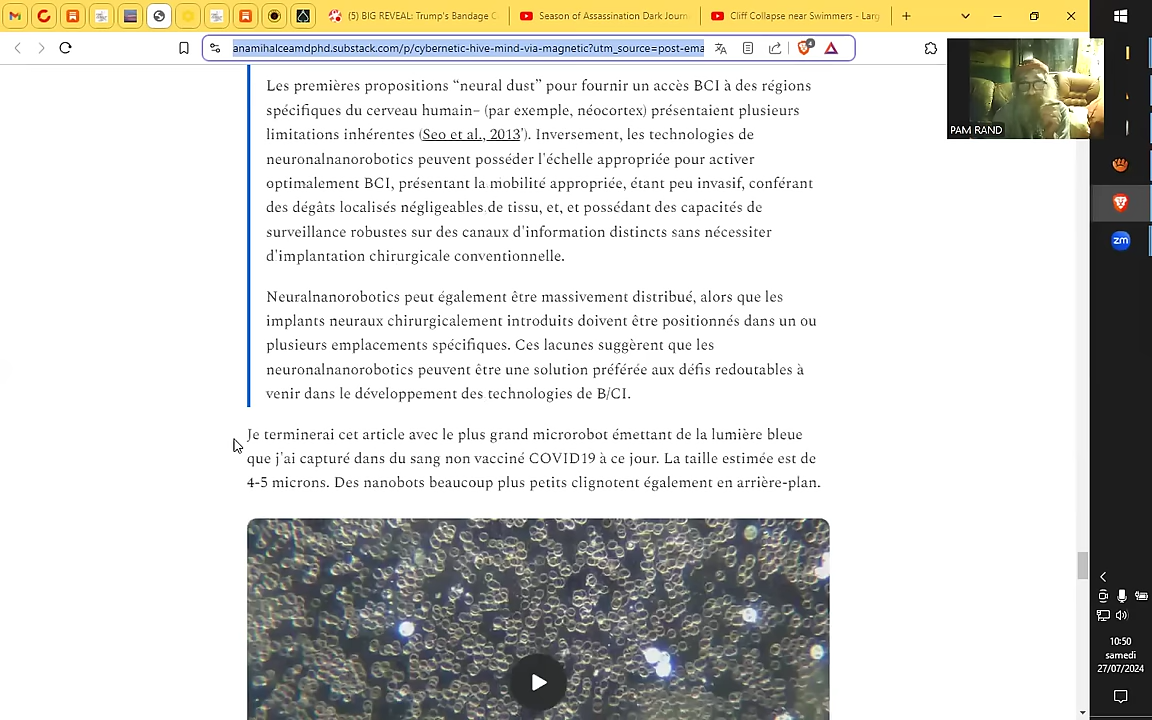 (5) BIG REVEAL: Trump's Bandage C
Season of Assassination Dark Journ
Cliff Collapse near Swimmers - Larg
anamihalceamdphd.substack.com/p/cybernetic-hive-mind-via-magnetic?utm_source=post-ema
4
PAM RAND
Les premières propositions “neural dust” pour fournir un accès BCI à des régions
spécifiques du cerveau humain– (par exemple, néocortex) présentaient plusieurs
limitations inhérentes (Seo et al., 2013'). Inversement, les technologies de
neuronalnanorobotics peuvent posséder l'échelle appropriée pour activer
optimalement BCI, présentant la mobilité appropriée, étant peu invasif, conférant
des dégâts localisés négligeables de tissu, et, et possédant des capacités de
surveillance robustes sur des canaux d'information distincts sans nécessiter
d'implantation chirurgicale conventionnelle.
Neuralnanorobotics peut également être massivement distribué, alors que les
implants neuraux chirurgicalement introduits doivent être positionnés dans un ou
plusieurs emplacements spécifiques. Ces lacunes suggèrent que les
neuronalnanorobotics peuvent être une solution préférée aux défis redoutables à
venir dans le développement des technologies de B/CI.
Je terminerai cet article avec le plus grand microrobot émettant de la lumière bleue
que j'ai capturé dans du sang non vacciné COVID19 à ce jour. La taille estimée est de
4-5 microns. Des nanobots beaucoup plus petits clignotent également en arrière-plan.
zm
10:50
samedi
27/07/2024